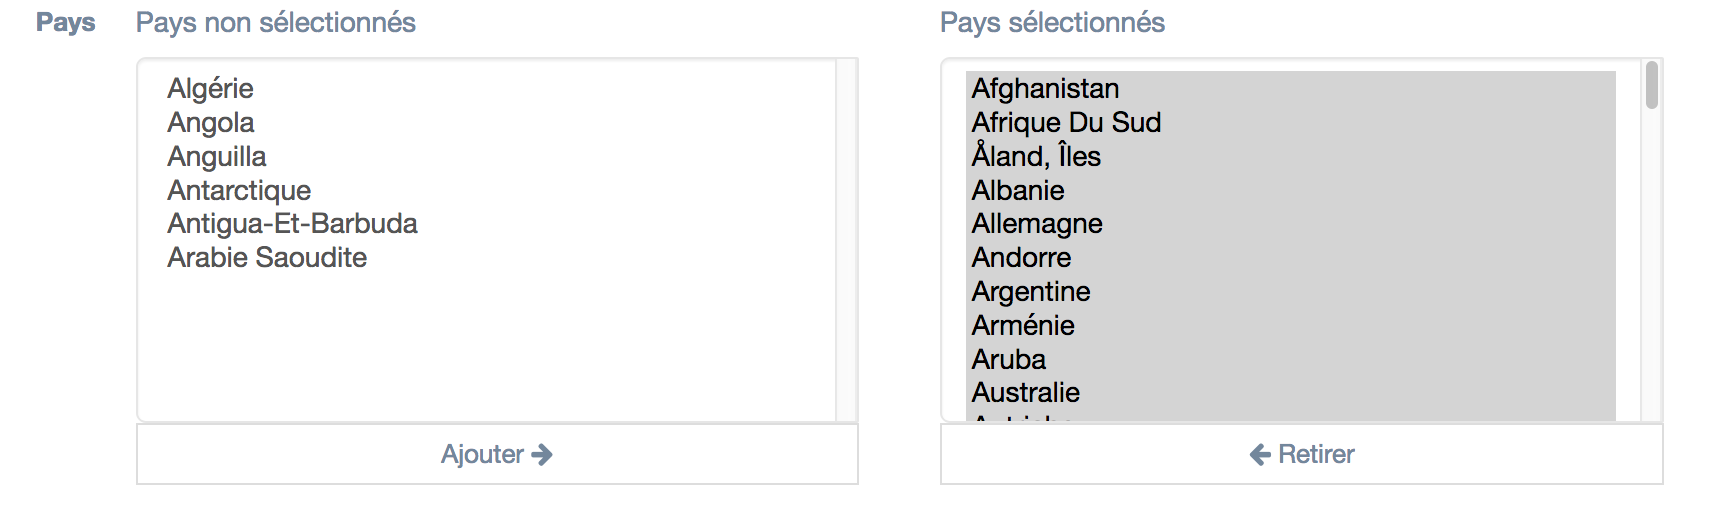 Pays
Pays non sélectionnés
Algérie
Angola
Anguilla
Antarctique
Antigua-Et-Barbuda
Arabie Saoudite
Ajouter
Pays sélectionnés
Afghanistan
Afrique Du Sud
Åland, Îles
Albanie
Allemagne
Andorre
Argentine
Arménie
Aruba
Australie
Retirer